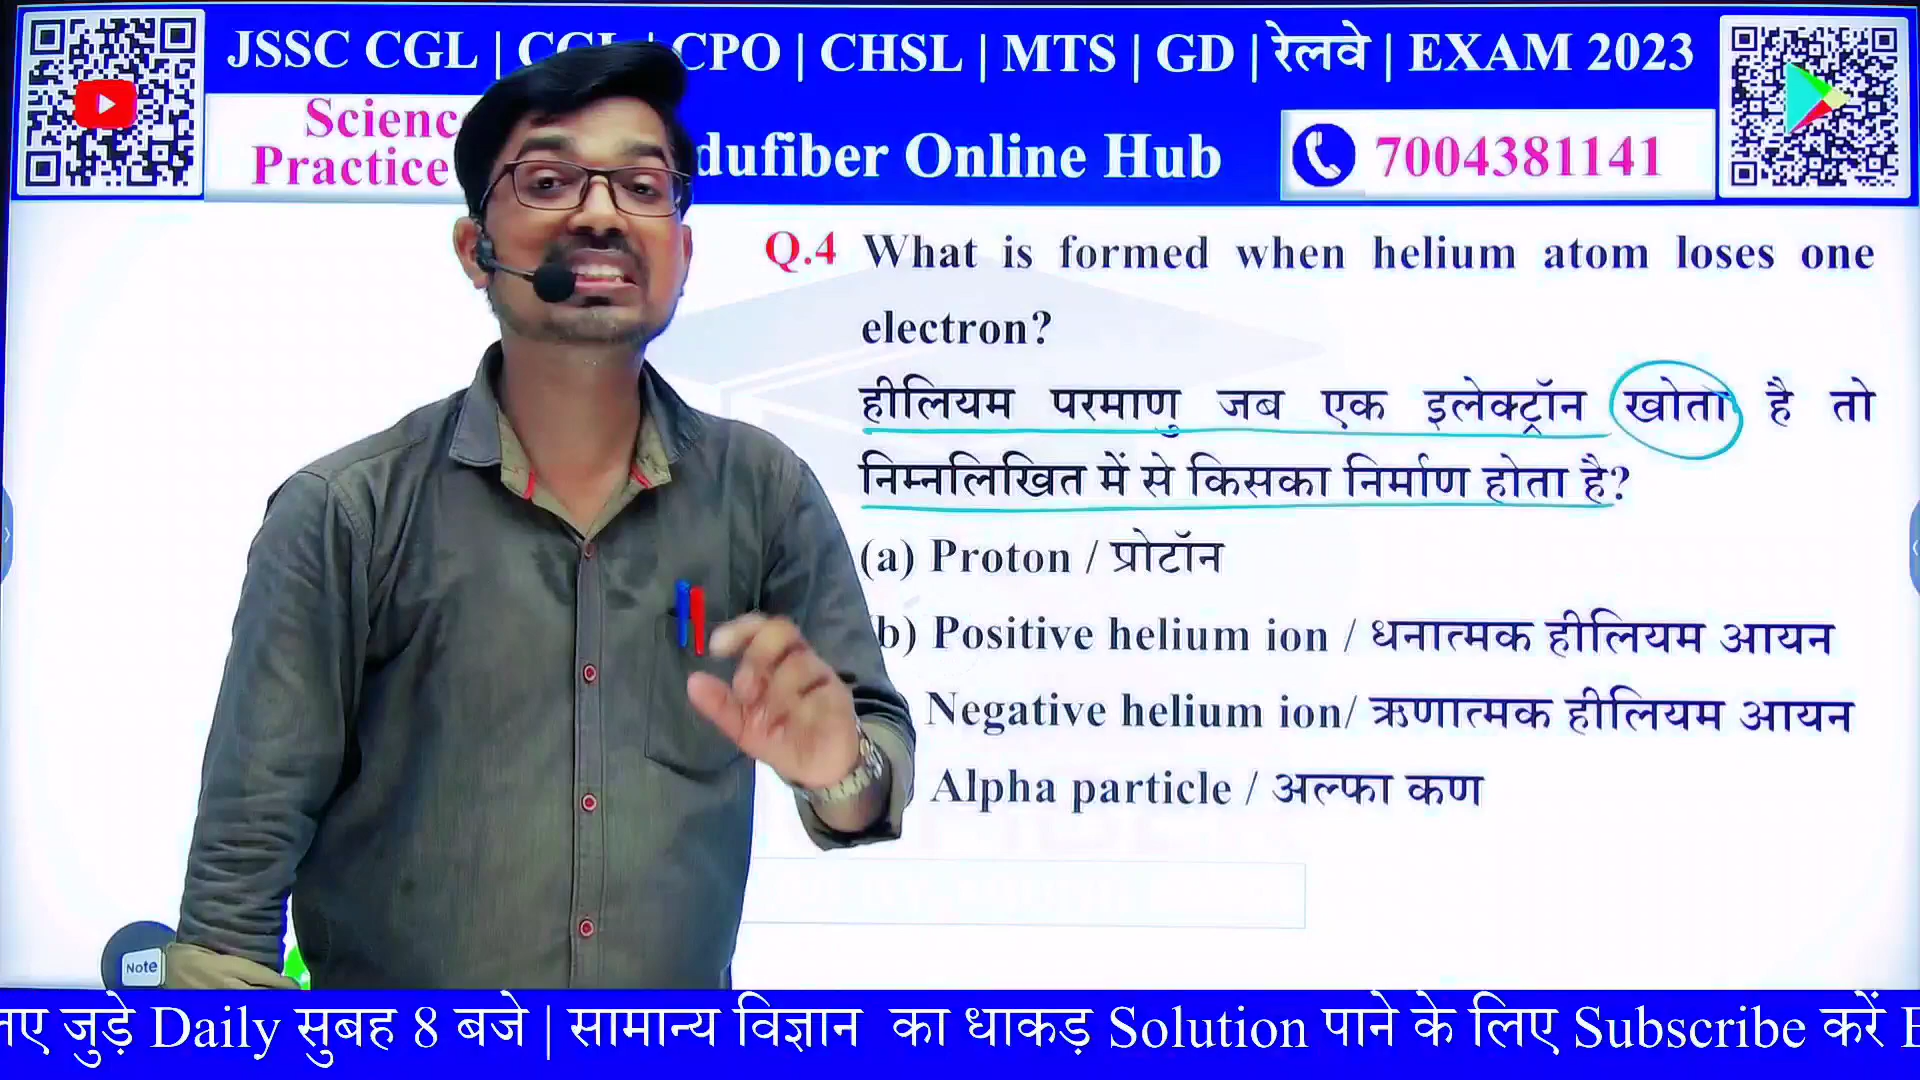 JSSC CGL | CGL | CPO | CHSL | MTS | GD | रेलवे | EXAM 2023
Practice
Online Hub
7004381141
Q.4 What is formed when helium atom loses one
electron?
हीलियम परमाणु जब एक इलेक्ट्रॉन खोता है तो
निम्नलिखित में से किसका निर्माण होता है?
(a) Proton / प्रोटॉन
b) Positive helium ion / धनात्मक हीलियम आयन
Negative helium ion/ ऋणात्मक हीलियम आयन
Alpha particle / अल्फा कण
Note
जुड़े Daily सुबह 8 बजे | सामान्य विज्ञान का धाकड़ Solution पाने के लिए Subscribe करें